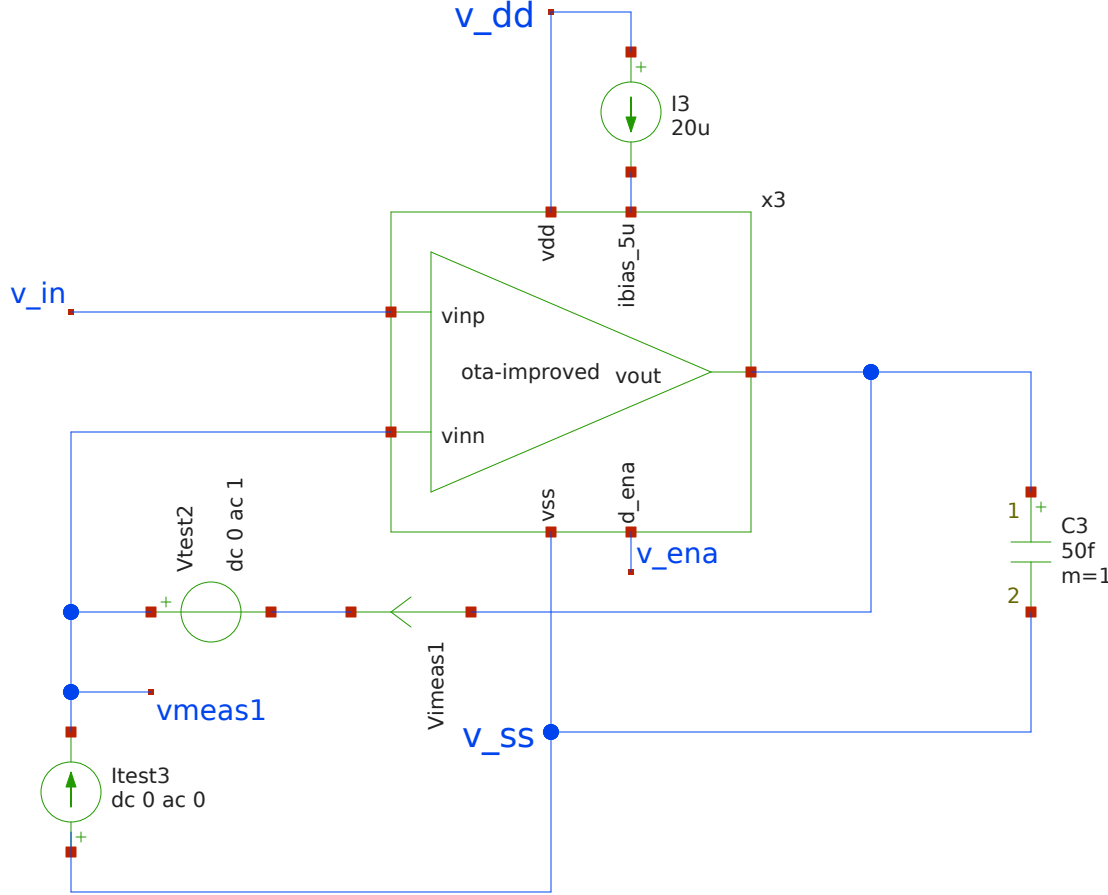 v_dd
+
I3
20u
x3
vdd
ibias_5u
v_in
vinp
ota-improved
vout
vinn
vss
d_ena
v_ena
Vtest2
dc 0 ac 1
+
1
+
C3
50f
m=1
2
Vimeas1
vmeas1
v_ss
Itest3
dc 0 ac 0
+